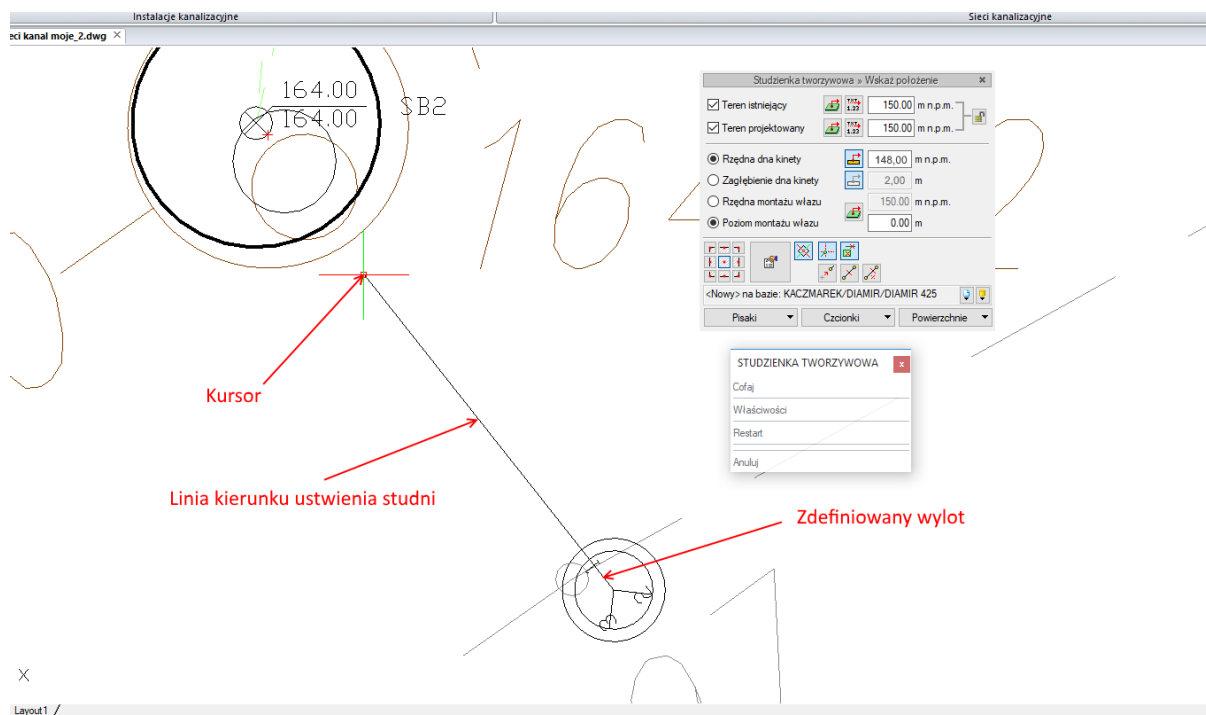 Instalacje kanalizacyjne
Sieci kanalizacyjne
eci kanal moje_2.dwg
164.00
164.00
SB2
Studzienka tworzywowa » Wskaż położenie
Teren istniejący 150.00 m n.p.m.
Teren projektowany 150.00 m n.p.m.
Rzędna dna kinety 148,00 m n.p.m.
Zagłębienie dna kinety 2,00 m
Rzędna montażu włazu 150.00 m n.p.m.
Poziom montażu włazu 0.00 m
<Nowy> na bazie: KACZMAREK/DIAMIR/DIAMIR 425
Pisaki Czcionki Powierzchnie
STUDZIENKA TWORZYWOWA
Cofaj
Właściwości
Restart
Anuluj
Kursor
Linia kierunku ustwienia studni
Zdefiniowany wylot
1
2
3
X
Layout1